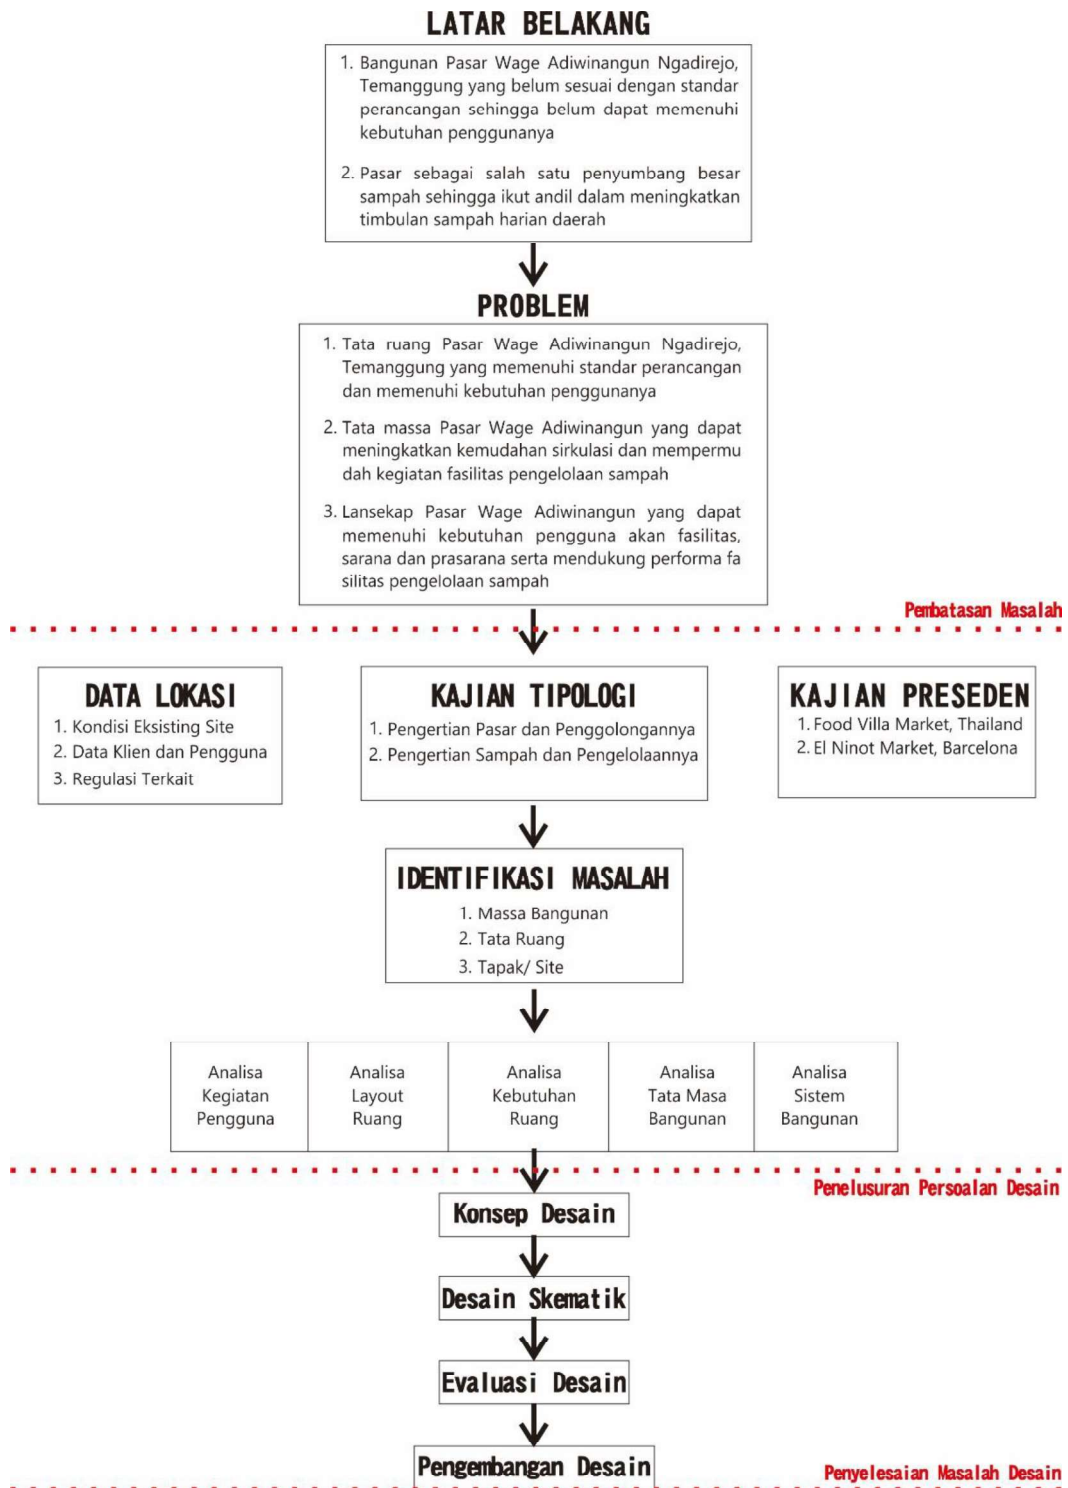 LATAR BELAKANG
1. Bangunan Pasar Wage Adiwinangun Ngadirejo,
Temanggung yang belum sesuai dengan standar
perancangan sehingga belum dapat memenuhi
kebutuhan penggunanya
2. Pasar sebagai salah satu penyumbang besar
sampah sehingga ikut andil dalam meningkatkan
timbulan sampah harian daerah
PROBLEM
1. Tata ruang Pasar Wage Adiwinangun Ngadirejo,
Temanggung yang memenuhi standar perancangan
dan memenuhi kebutuhan penggunanya
2. Tata massa Pasar Wage Adiwinangun yang dapat
meningkatkan kemudahan sirkulasi dan mempermu
dah kegiatan fasilitas pengelolaan sampah
3. Lansekap Pasar Wage Adiwinangun yang dapat
memenuhi kebutuhan pengguna akan fasilitas,
sarana dan prasarana serta mendukung performa fa
silitas pengelolaan sampah
Pembatasan Masalah
DATA LOKASI
1. Kondisi Eksisting Site
2. Data Klien dan Pengguna
3. Regulasi Terkait
KAJIAN TIPOLOGI
1. Pengertian Pasar dan Penggolongannya
2. Pengertian Sampah dan Pengelolaannya
KAJIAN PRESEDEN
1. Food Villa Market, Thailand
2. El Ninot Market, Barcelona
IDENTIFIKASI MASALAH
1. Massa Bangunan
2. Tata Ruang
3. Tapak/ Site
Analisa
Kegiatan
Pengguna
Analisa
Layout
Ruang
Analisa
Kebutuhan
Ruang
Analisa
Tata Masa
Bangunan
Analisa
Sistem
Bangunan
Penelusuran Persoalan Desain
Konsep Desain
Desain Skematik
Evaluasi Desain
Pengembangan Desain
Penyelesaian Masalah Desain